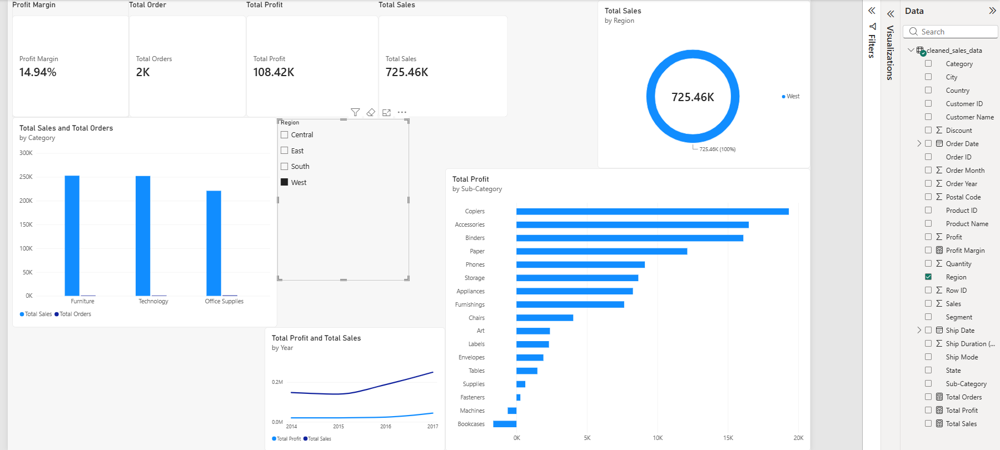 Profit Margin
Total Order
Total Profit
Total Sales
Profit Margin
14.94%
Total Orders
2K
Total Profit
108.42K
Total Sales
725.46K
Total Sales
by Region
725.46K
West
725.46K (100%)
Total Sales and Total Orders
by Category
300K
250K
200K
150K
100K
50K
0K
Furniture
Technology
Office Supplies
Total Sales
Total Orders
Region
Central
East
South
West
Total Profit and Total Sales
by Year
0.2M
0.0M
2014
2015
2016
2017
Total Profit
Total Sales
Total Profit
by Sub-Category
Copiers
Accessories
Binders
Paper
Phones
Storage
Appliances
Furnishings
Chairs
Art
Labels
Envelopes
Tables
Supplies
Fasteners
Machines
Bookcases
0K
5K
10K
15K
20K
Filters
Visualizations
Data
Search
cleaned_sales_data
Category
City
Country
Customer ID
Customer Name
Discount
Order Date
Order ID
Order Month
Order Year
Postal Code
Product ID
Product Name
Profit
Profit Margin
Quantity
Region
Row ID
Sales
Segment
Ship Date
Ship Duration (...
Ship Mode
State
Sub-Category
Total Orders
Total Profit
Total Sales